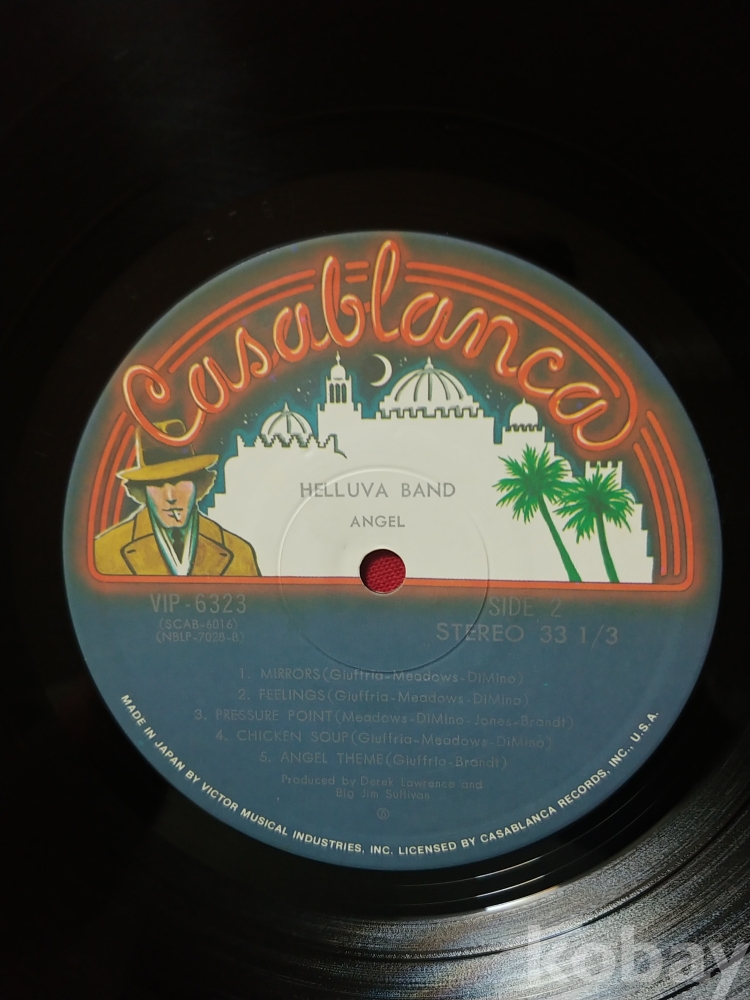 Casablanca
HELLUVA BAND
ANGEL
VIP-6323
(SCAB-6016)
(NBLP-7028-B)
SIDE 2
STEREO 33 1/3
1. MIRRORS(Giuffria-Meadows-DiMino)
2. FEELINGS(Giuffria-Meadows-DiMino)
3. PRESSURE POINT(Meadows-DiMino-Jones-Brandt)
4. CHICKEN SOUP(Giuffria-Meadows-DiMino)
5. ANGEL THEME(Giuffria-Brandt)
Produced by Derek Lawrence and
Big Jim Sullivan
MADE IN JAPAN BY VICTOR MUSICAL INDUSTRIES, INC. LICENSED BY CASABLANCA RECORDS, INC., U.S.A.
kobay